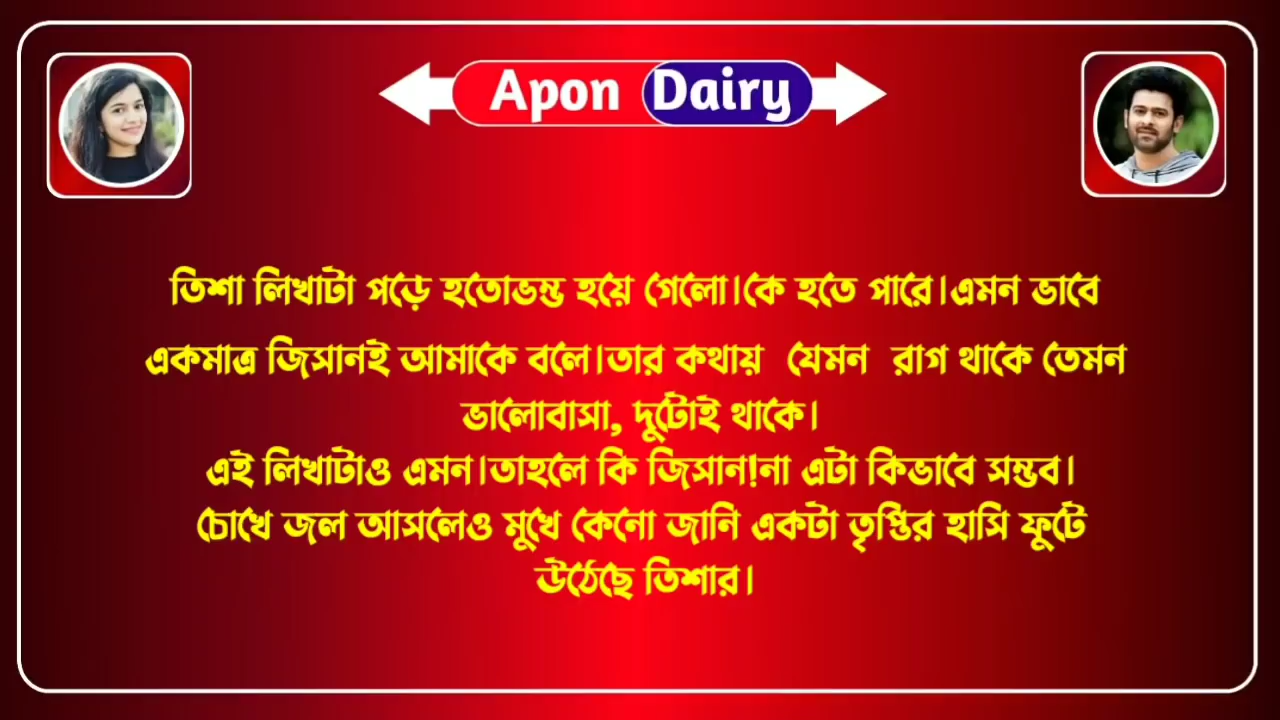 Apon Dairy
তিশা লিখাটা পড়ে হতোভম্ভ হয়ে গেলো।কে হতে পারে।এমন ভাবে
একমাত্র জিসানই আমাকে বলে।তার কথায় যেমন রাগ থাকে তেমন
ভালোবাসা, দুটোই থাকে।
এই লিখাটাও এমন।তাহলে কি জিসান!না এটা কিভাবে সম্ভব।
চোখে জল আসলেও মুখে কেনো জানি একটা তৃপ্তির হাসি ফুটে
উঠেছে তিশার।